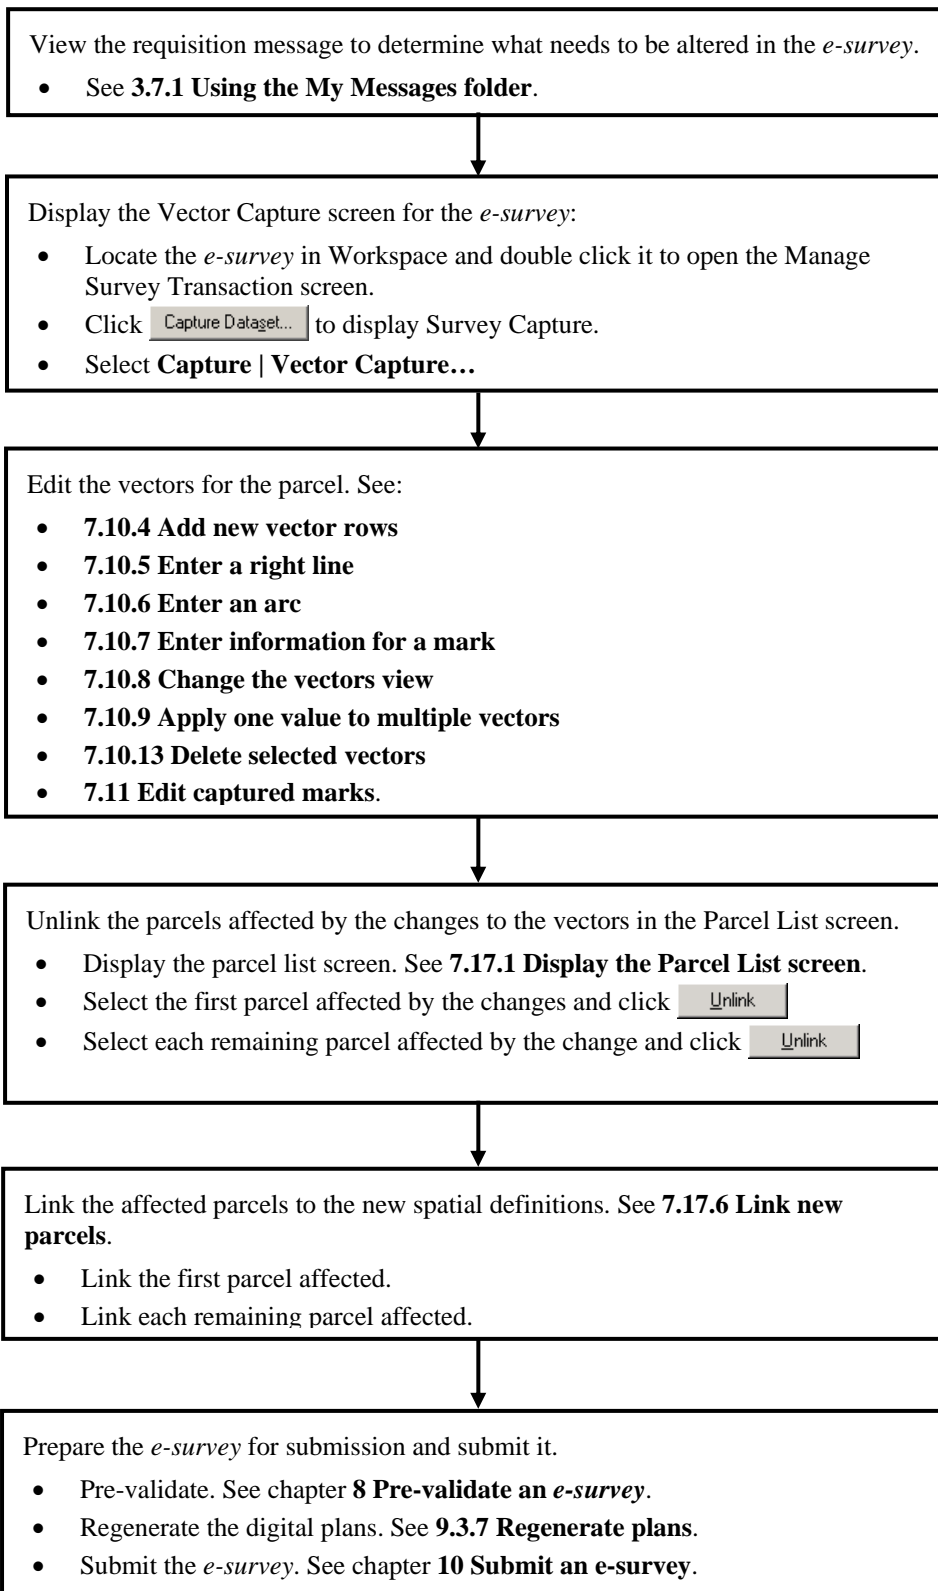 View the requisition message to determine what needs to be altered in the e-survey.
• See 3.7.1 Using the My Messages folder.
Display the Vector Capture screen for the e-survey:
• Locate the e-survey in Workspace and double click it to open the Manage
Survey Transaction screen.
• Click Capture Dataset... to display Survey Capture.
• Select Capture | Vector Capture…
Edit the vectors for the parcel. See:
• 7.10.4 Add new vector rows
• 7.10.5 Enter a right line
• 7.10.6 Enter an arc
• 7.10.7 Enter information for a mark
• 7.10.8 Change the vectors view
• 7.10.9 Apply one value to multiple vectors
• 7.10.13 Delete selected vectors
• 7.11 Edit captured marks.
Unlink the parcels affected by the changes to the vectors in the Parcel List screen.
• Display the parcel list screen. See 7.17.1 Display the Parcel List screen.
• Select the first parcel affected by the changes and click Unlink
• Select each remaining parcel affected by the change and click Unlink
Link the affected parcels to the new spatial definitions. See 7.17.6 Link new
parcels.
• Link the first parcel affected.
• Link each remaining parcel affected.
Prepare the e-survey for submission and submit it.
• Pre-validate. See chapter 8 Pre-validate an e-survey.
• Regenerate the digital plans. See 9.3.7 Regenerate plans.
• Submit the e-survey. See chapter 10 Submit an e-survey.